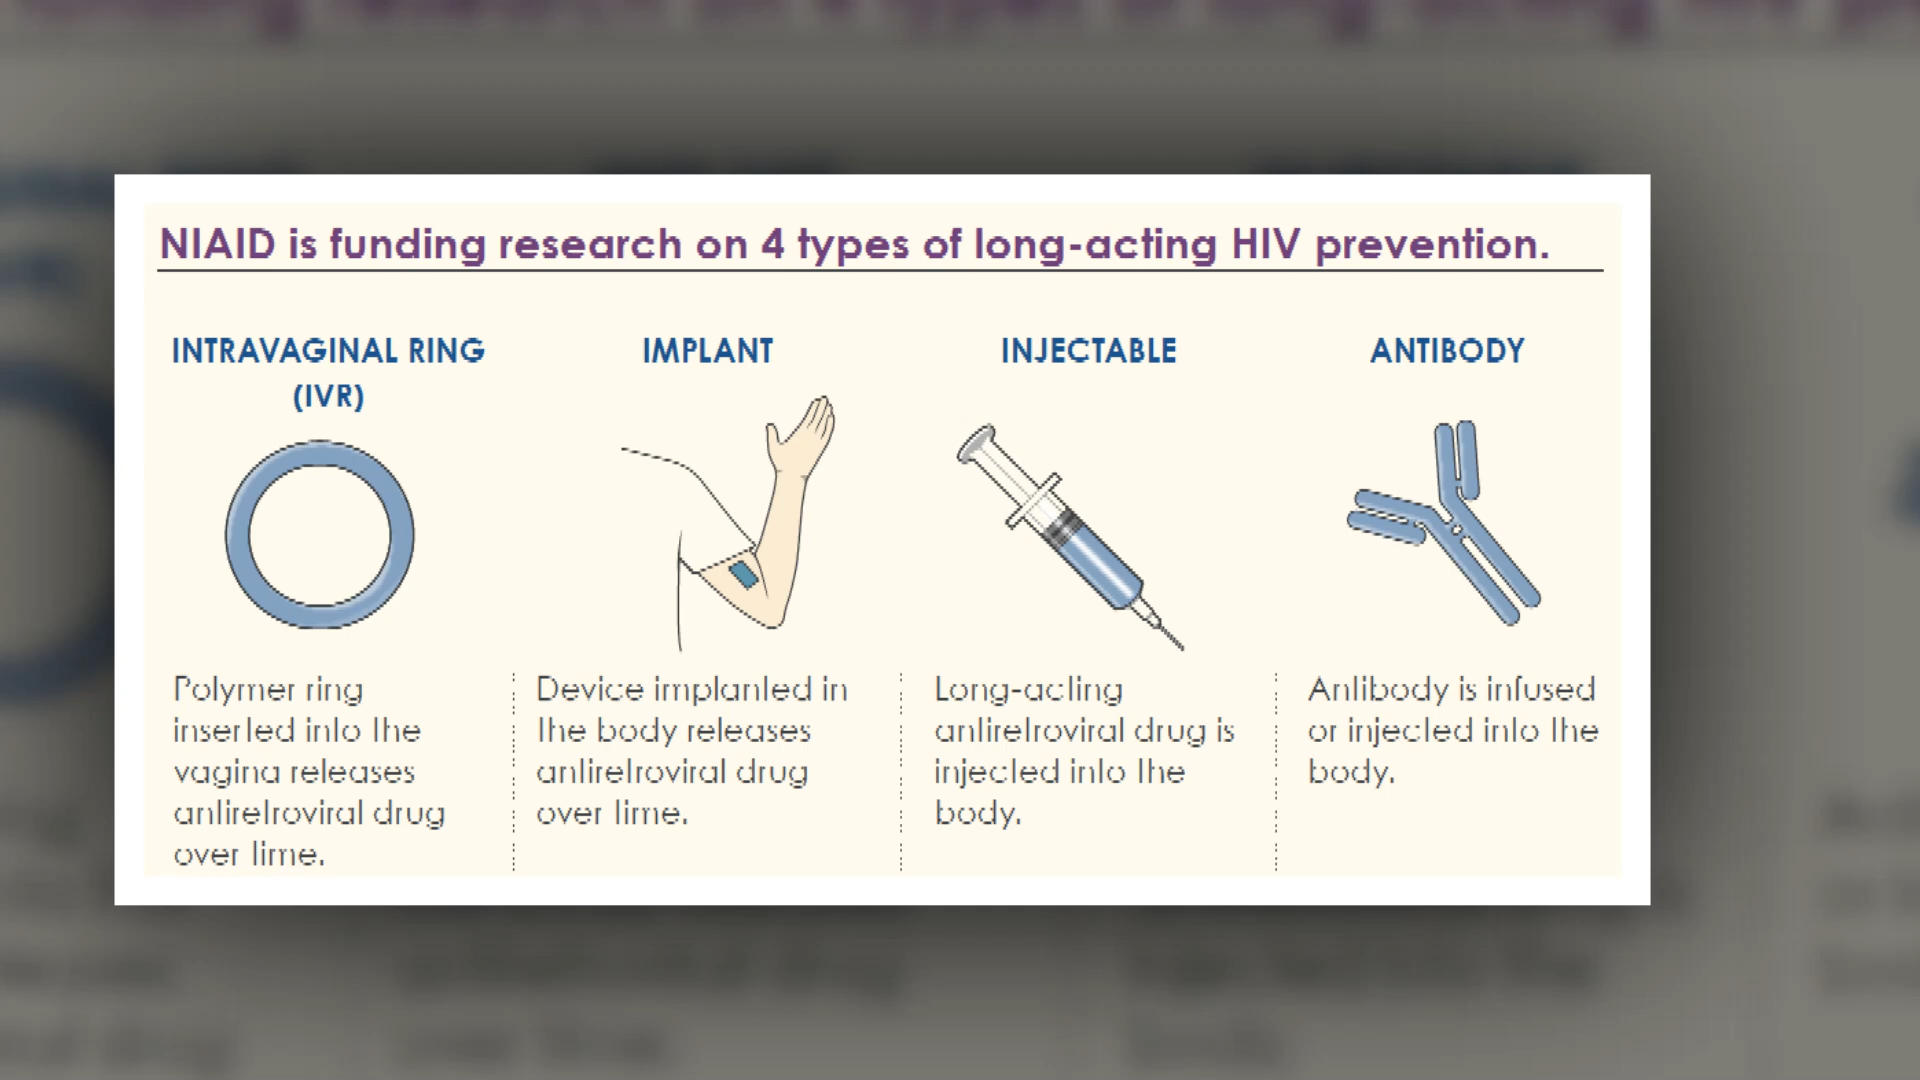 NIAID is funding research on 4 types of long-acting HIV prevention.
INTRAVAGINAL RING
(IVR)
Polymer ring
inserted into the
vagina releases
antiretroviral drug
over time.
IMPLANT
Device implanted in
the body releases
antiretroviral drug
over time.
INJECTABLE
Long-acting
antiretroviral drug is
injected into the
body.
ANTIBODY
Antibody is infused
or injected into the
body.